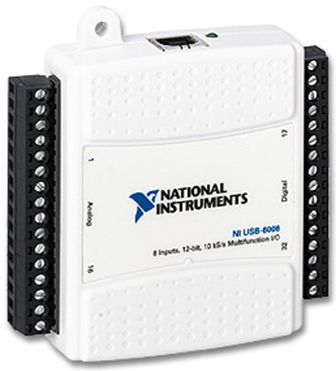 17
1
Analog
Digital
NATIONAL
INSTRUMENTS
NI USB-6008
8 Inputs, 12-bit, 10 kS/s Multifunction I/O
16
32